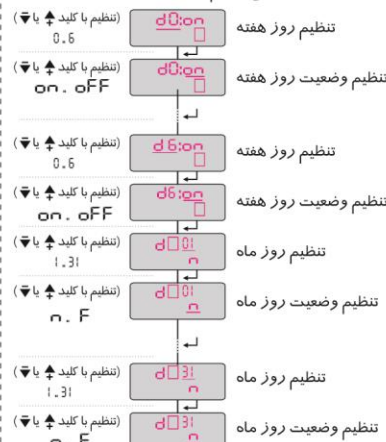 تنظیم روز هفته
d0:on
(تنظیم با کلید یا)
0.6
تنظیم وضعیت روز هفته
d0:on
(تنظیم با کلید یا)
on. oFF
تنظیم روز هفته
d6:on
(تنظیم با کلید یا)
0.6
تنظیم وضعیت روز هفته
d6:on
(تنظیم با کلید یا)
on. oFF
تنظیم روز ماه
d 01
n
(تنظیم با کلید یا)
1.31
تنظیم وضعیت روز ماه
d 01
n
(تنظیم با کلید یا)
n. F
تنظیم روز ماه
d 31
n
(تنظیم با کلید یا)
1.31
تنظیم وضعیت روز ماه
d 31
n
(تنظیم با کلید یا)
n. F